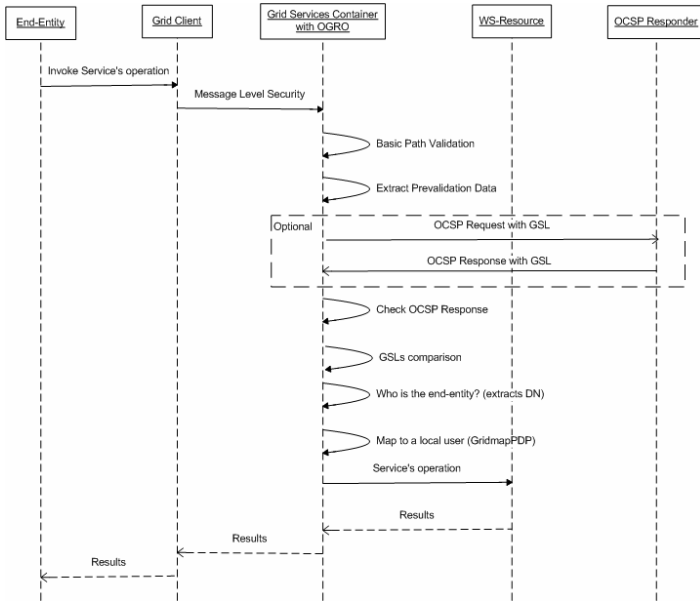 End-Entity
Grid Client
Grid Services Container
with OGRO
WS-Resource
OCSP Responder
Invoke Service's operation
Message Level Security
Basic Path Validation
Extract Prevalidation Data
Optional
OCSP Request with GSL
OCSP Response with GSL
Check OCSP Response
GSLs comparison
Who is the end-entity? (extracts DN)
Map to a local user (GridmapPDP)
Service's operation
Results
Results
Results